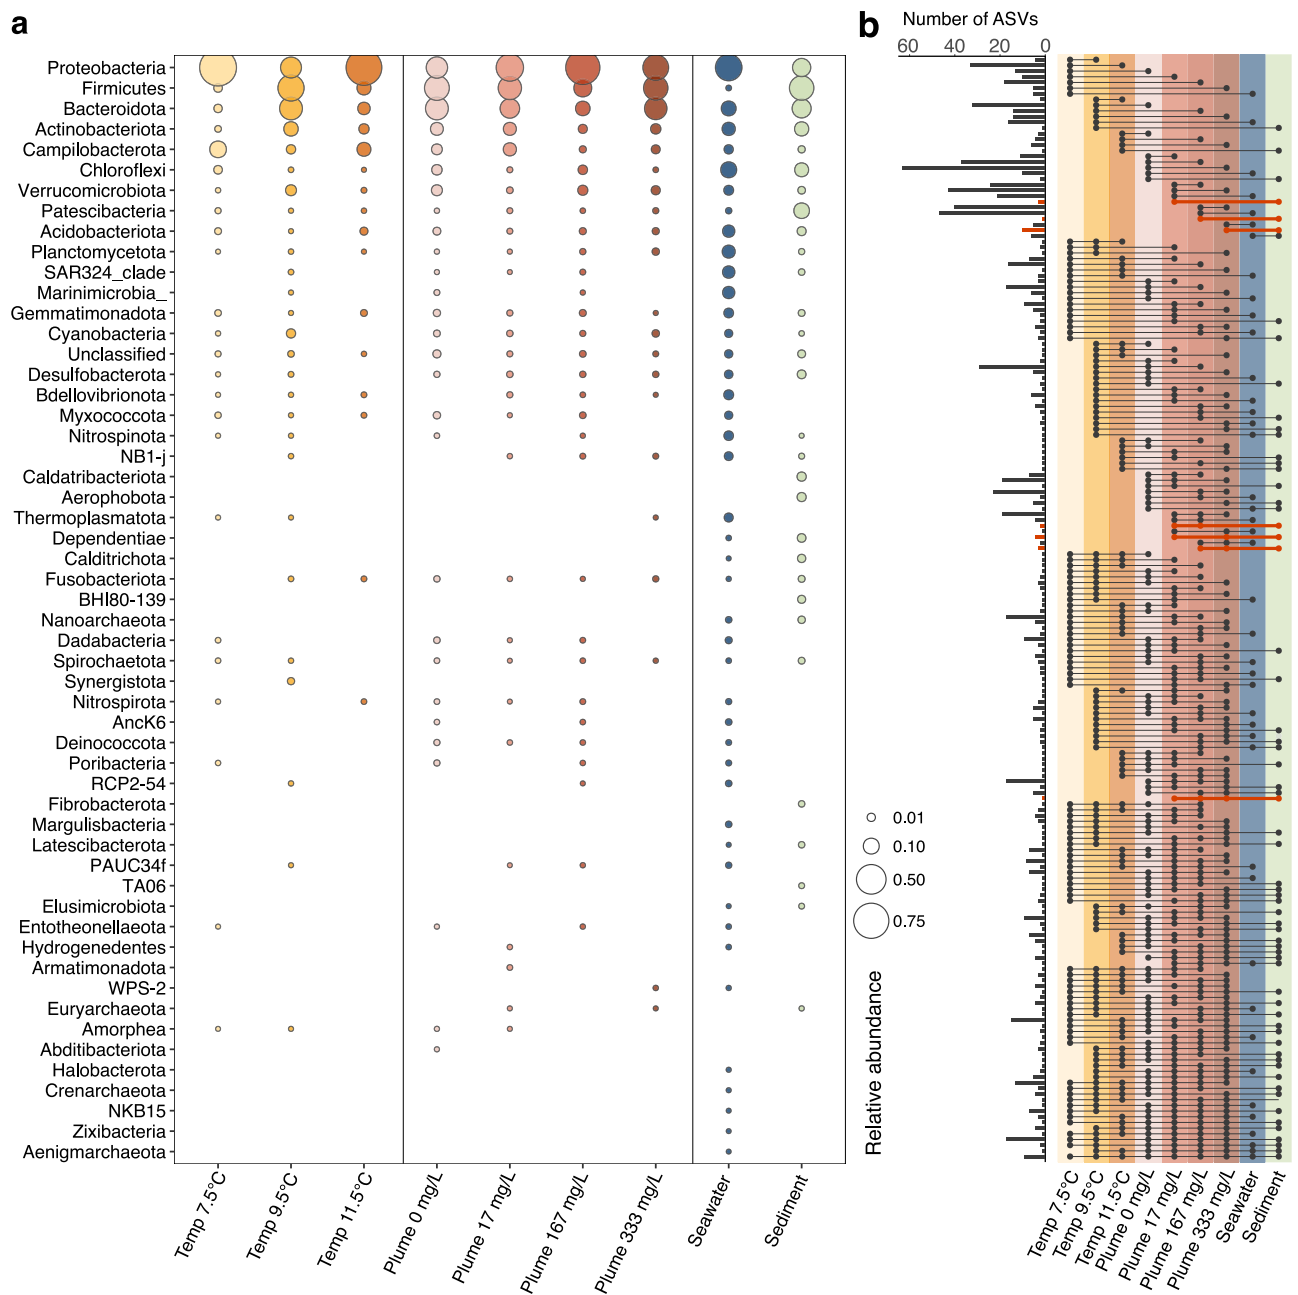 a
Proteobacteria
Firmicutes
Bacteroidota
Actinobacteriota
Campilobacterota
Chloroflexi
Verrucomicrobiota
Patescibacteria
Acidobacteriota
Planctomycetota
SAR324_clade
Marinimicrobia_
Gemmatimonadota
Cyanobacteria
Unclassified
Desulfobacterota
Bdellovibrionota
Myxococcota
Nitrospinota
NB1-j
Caldatribacteriota
Aerophobota
Thermoplasmatota
Dependentiae
Calditrichota
Fusobacteriota
BHI80-139
Nanoarchaeota
Dadabacteria
Spirochaetota
Synergistota
Nitrospirota
AncK6
Deinococcota
Poribacteria
RCP2-54
Fibrobacterota
Margulisbacteria
Latescibacterota
PAUC34f
TA06
Elusimicrobiota
Entotheonellaeota
Hydrogenedentes
Armatimonadota
WPS-2
Euryarchaeota
Amorphea
Abditibacteriota
Halobacterota
Crenarchaeota
NKB15
Zixibacteria
Aenigmarchaeota
Temp 7.5°C
Temp 9.5°C
Temp 11.5°C
Plume 0 mg/L
Plume 17 mg/L
Plume 167 mg/L
Plume 333 mg/L
Seawater
Sediment
0.01
0.10
0.50
0.75
Relative abundance
b
Number of ASVs
60 40 20 0
Temp 7.5°C
Temp 9.5°C
Temp 11.5°C
Plume 0 mg/L
Plume 17 mg/L
Plume 167 mg/L
Plume 333 mg/L
Seawater
Sediment